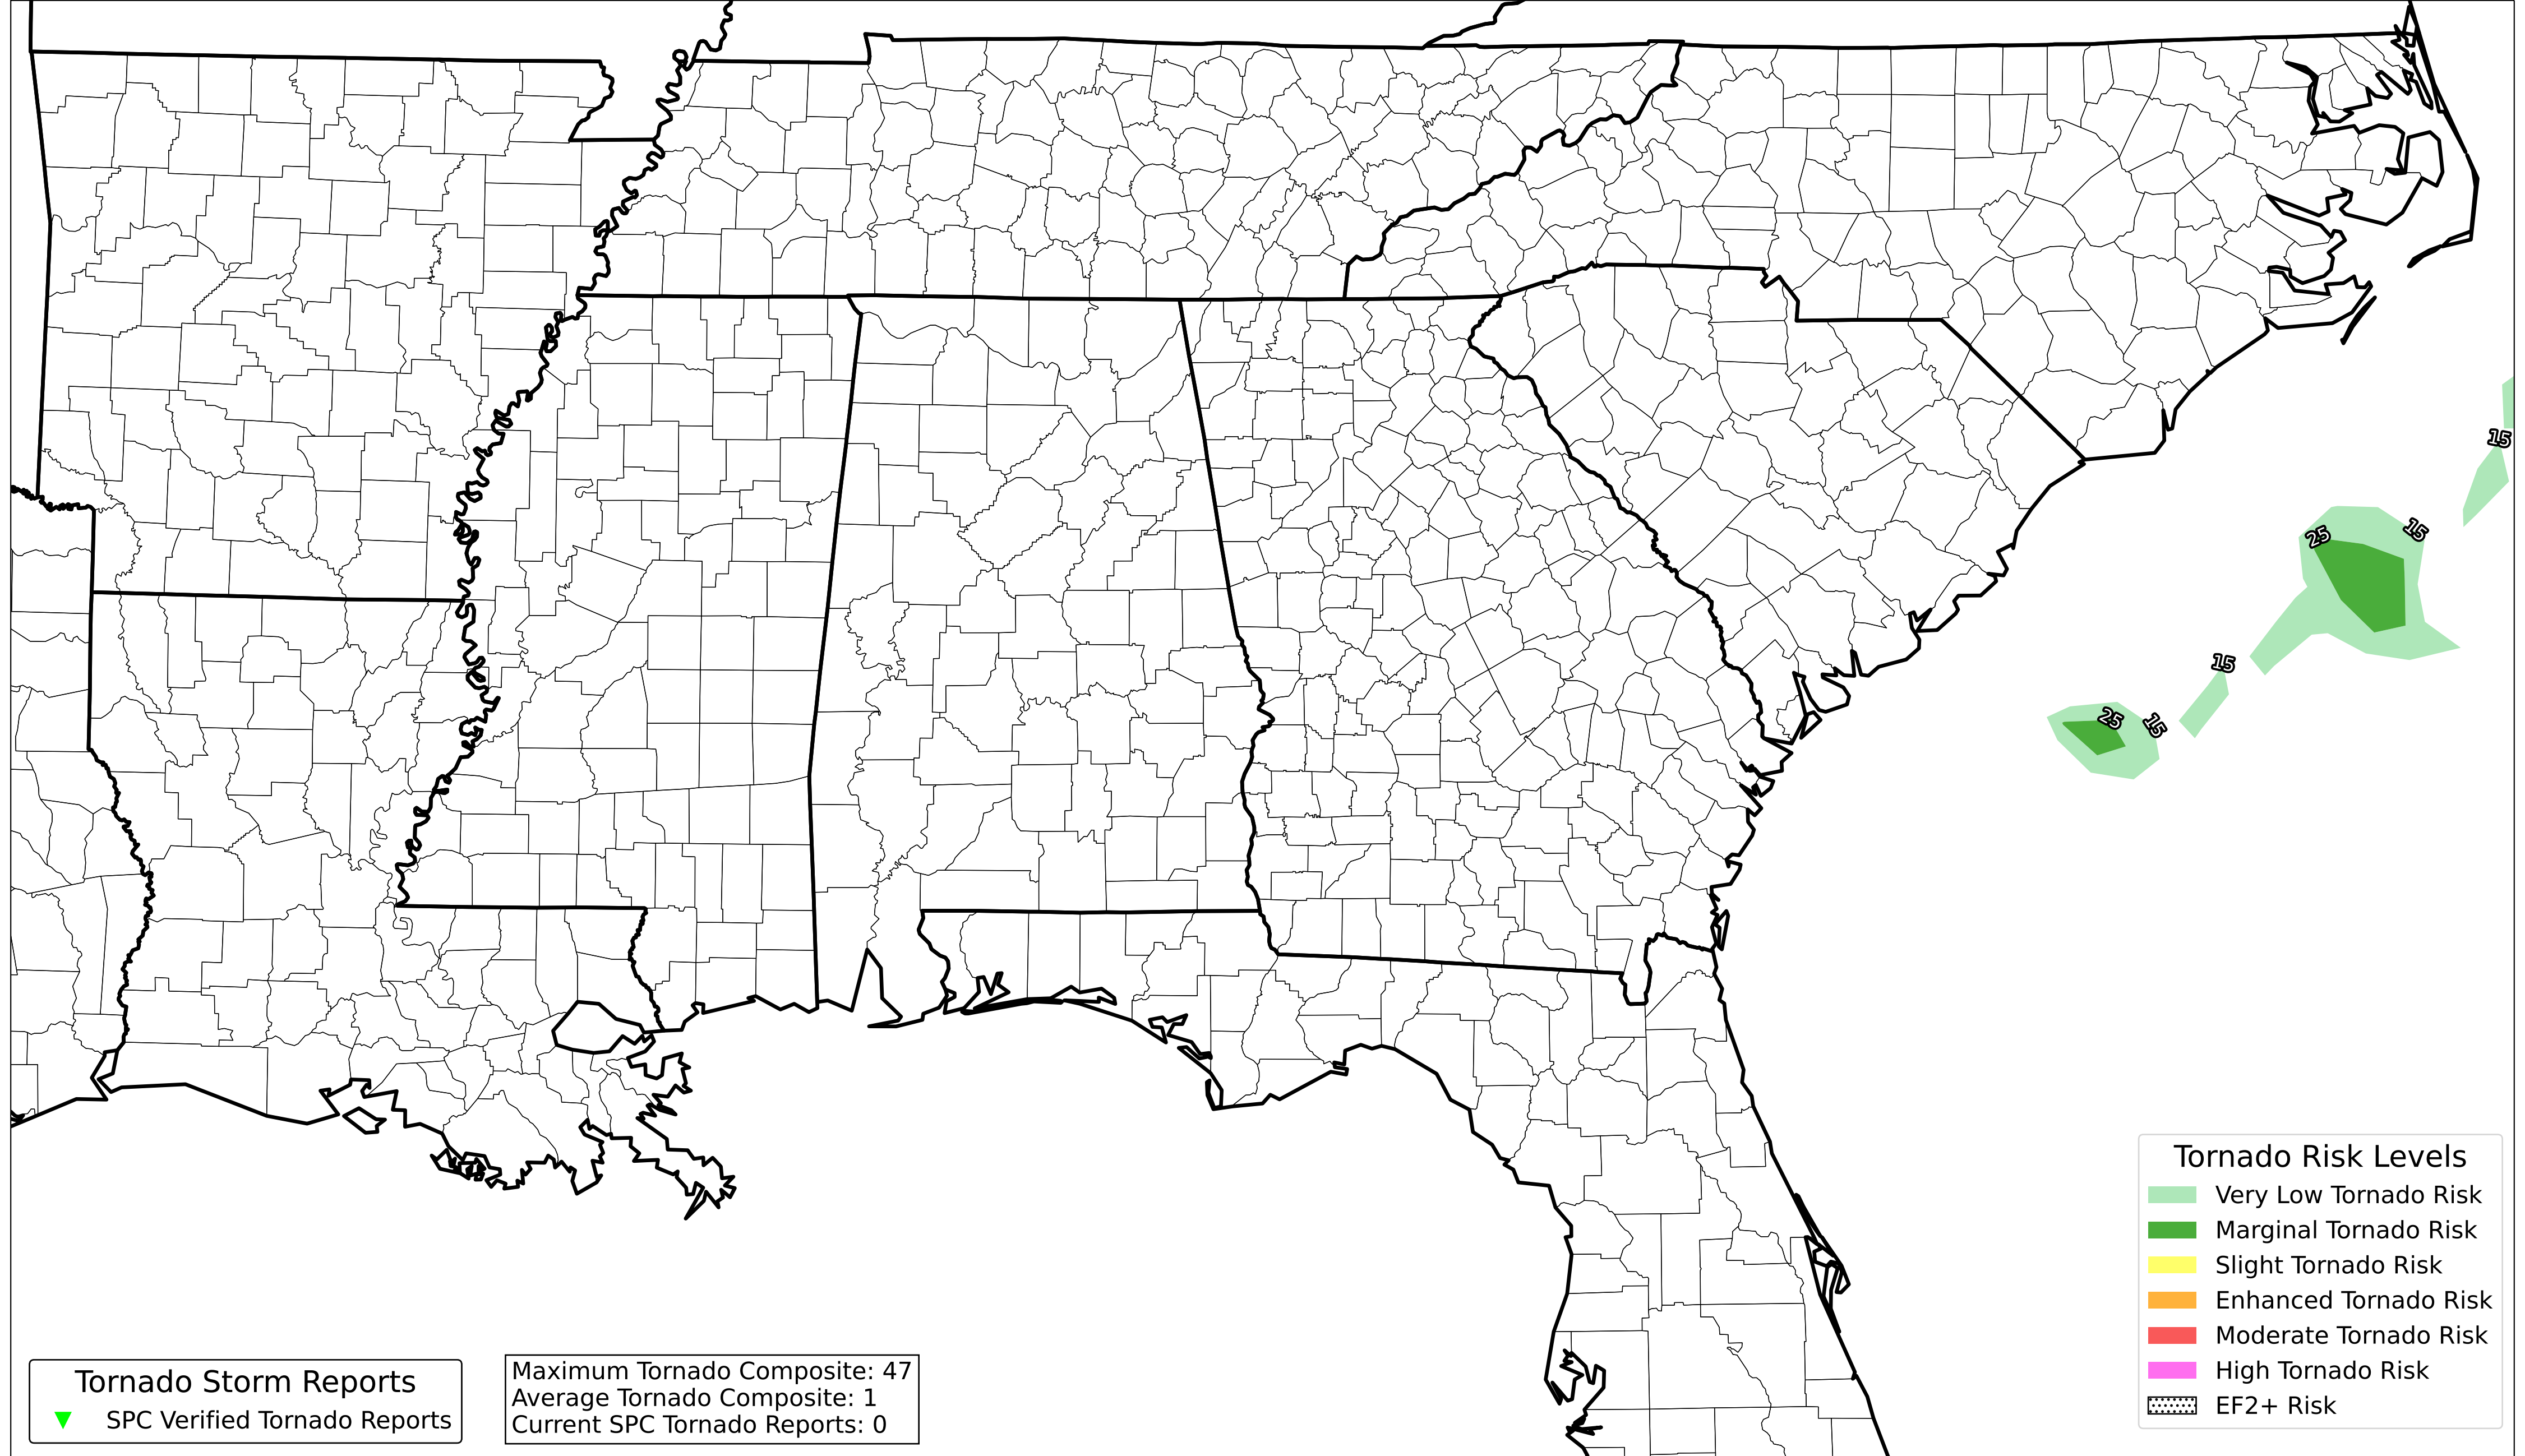 15
25
15
15
25
15
Tornado Risk Levels
Very Low Tornado Risk
Marginal Tornado Risk
Slight Tornado Risk
Enhanced Tornado Risk
Moderate Tornado Risk
High Tornado Risk
EF2+ Risk
Tornado Storm Reports
SPC Verified Tornado Reports
Maximum Tornado Composite: 47
Average Tornado Composite: 1
Current SPC Tornado Reports: 0